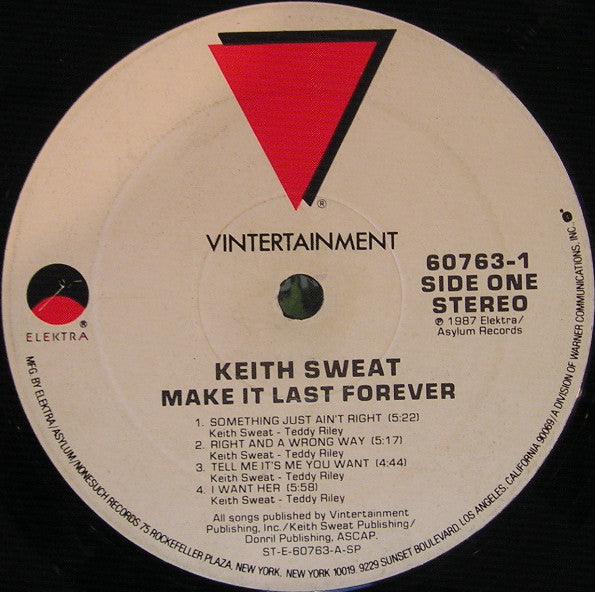 ®
VINTERTAINMENT
60763-1
SIDE ONE
STEREO
℗ 1987 Elektra/
Asylum Records
®
ELEKTRA
KEITH SWEAT
MAKE IT LAST FOREVER
1. SOMETHING JUST AIN'T RIGHT (5:22)
Keith Sweat - Teddy Riley
2. RIGHT AND A WRONG WAY (5:17)
Keith Sweat - Teddy Riley
3. TELL ME IT'S ME YOU WANT (4:44)
Keith Sweat - Teddy Riley
4. I WANT HER (5:58)
Keith Sweat - Teddy Riley
All songs published by Vintertainment
Publishing, Inc./Keith Sweat Publishing/
Donril Publishing, ASCAP.
ST-E-60763-A-SP
MFG. BY ELEKTRA/ASYLUM/NONESUCH RECORDS, 75 ROCKEFELLER PLAZA, NEW YORK, NEW YORK 10019. 9229 SUNSET BOULEVARD, LOS ANGELES, CALIFORNIA 90069/A DIVISION OF WARNER COMMUNICATIONS, INC.